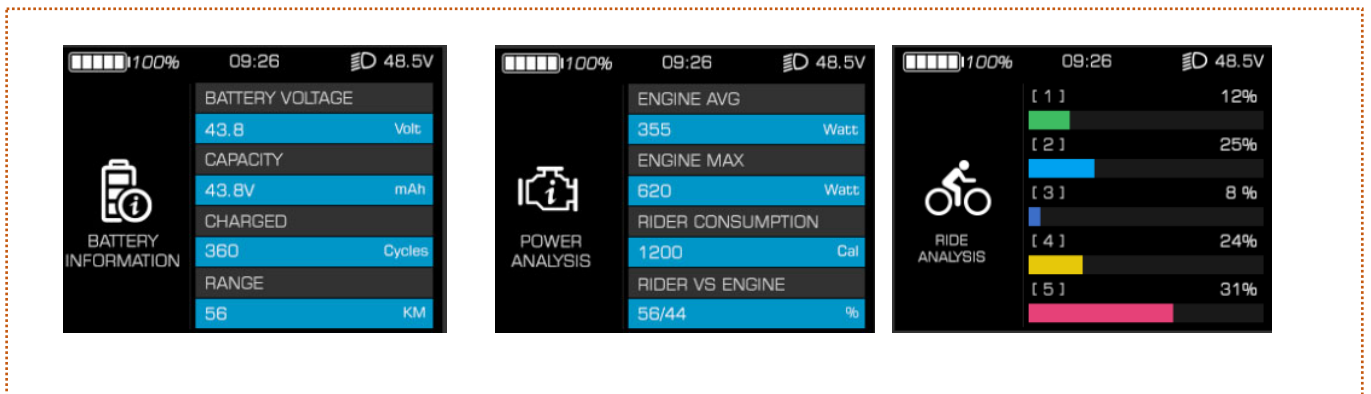 100% 09:26 48.5V
BATTERY VOLTAGE
43.8 Volt
CAPACITY
43.8V mAh
CHARGED
360 Cycles
RANGE
56 KM
BATTERY
INFORMATION
100% 09:26 48.5V
ENGINE AVG
355 Watt
ENGINE MAX
620 Watt
RIDER CONSUMPTION
1200 Cal
RIDER VS ENGINE
56/44 %
POWER
ANALYSIS
100% 09:26 48.5V
[ 1 ] 12%
[ 2 ] 25%
[ 3 ] 8 %
[ 4 ] 24%
[ 5 ] 31%
RIDE
ANALYSIS